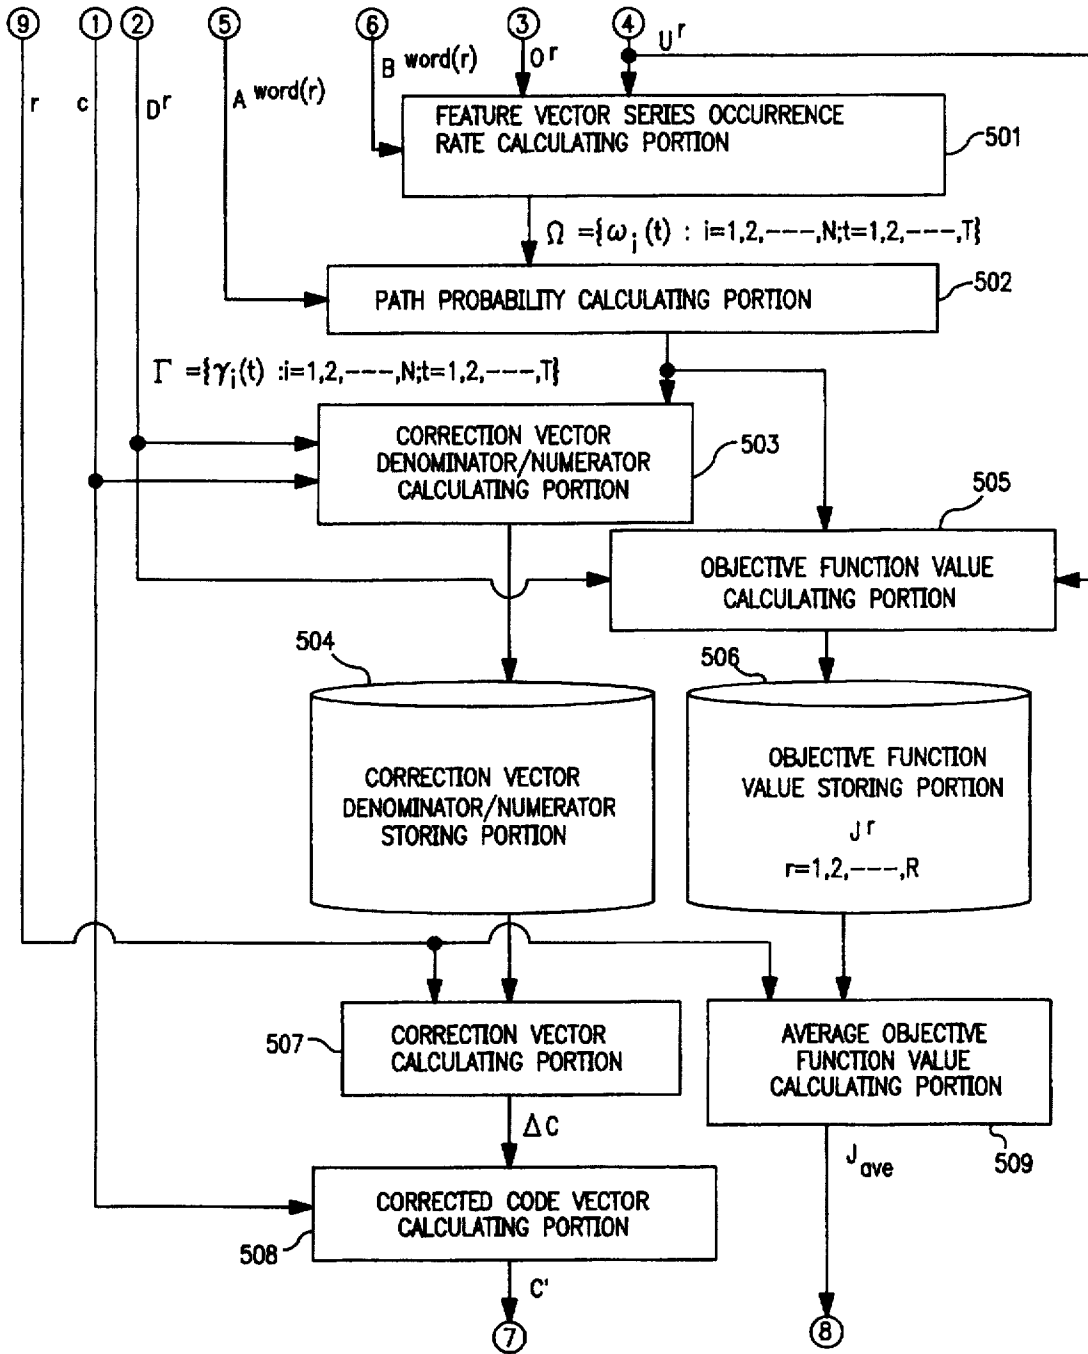 9 1 2 5 6 3 4
r
c
D^r
A^word(r)
B^word(r)
O^r
U^r
FEATURE VECTOR SERIES OCCURRENCE
RATE CALCULATING PORTION
501
Ω ={ω_i(t) : i=1,2,----,N;t=1,2,----,T}
PATH PROBABILITY CALCULATING PORTION
502
Γ ={γ_i(t) :i=1,2,----,N;t=1,2,----,T}
CORRECTION VECTOR
DENOMINATOR/NUMERATOR
CALCULATING PORTION
503
505
OBJECTIVE FUNCTION VALUE
CALCULATING PORTION
504
CORRECTION VECTOR
DENOMINATOR/NUMERATOR
STORING PORTION
506
OBJECTIVE FUNCTION
VALUE STORING PORTION
J^r
r=1,2,----,R
507
CORRECTION VECTOR
CALCULATING PORTION
AVERAGE OBJECTIVE
FUNCTION VALUE
CALCULATING PORTION
509
ΔC
J_ave
CORRECTED CODE VECTOR
CALCULATING PORTION
508
C'
7
8